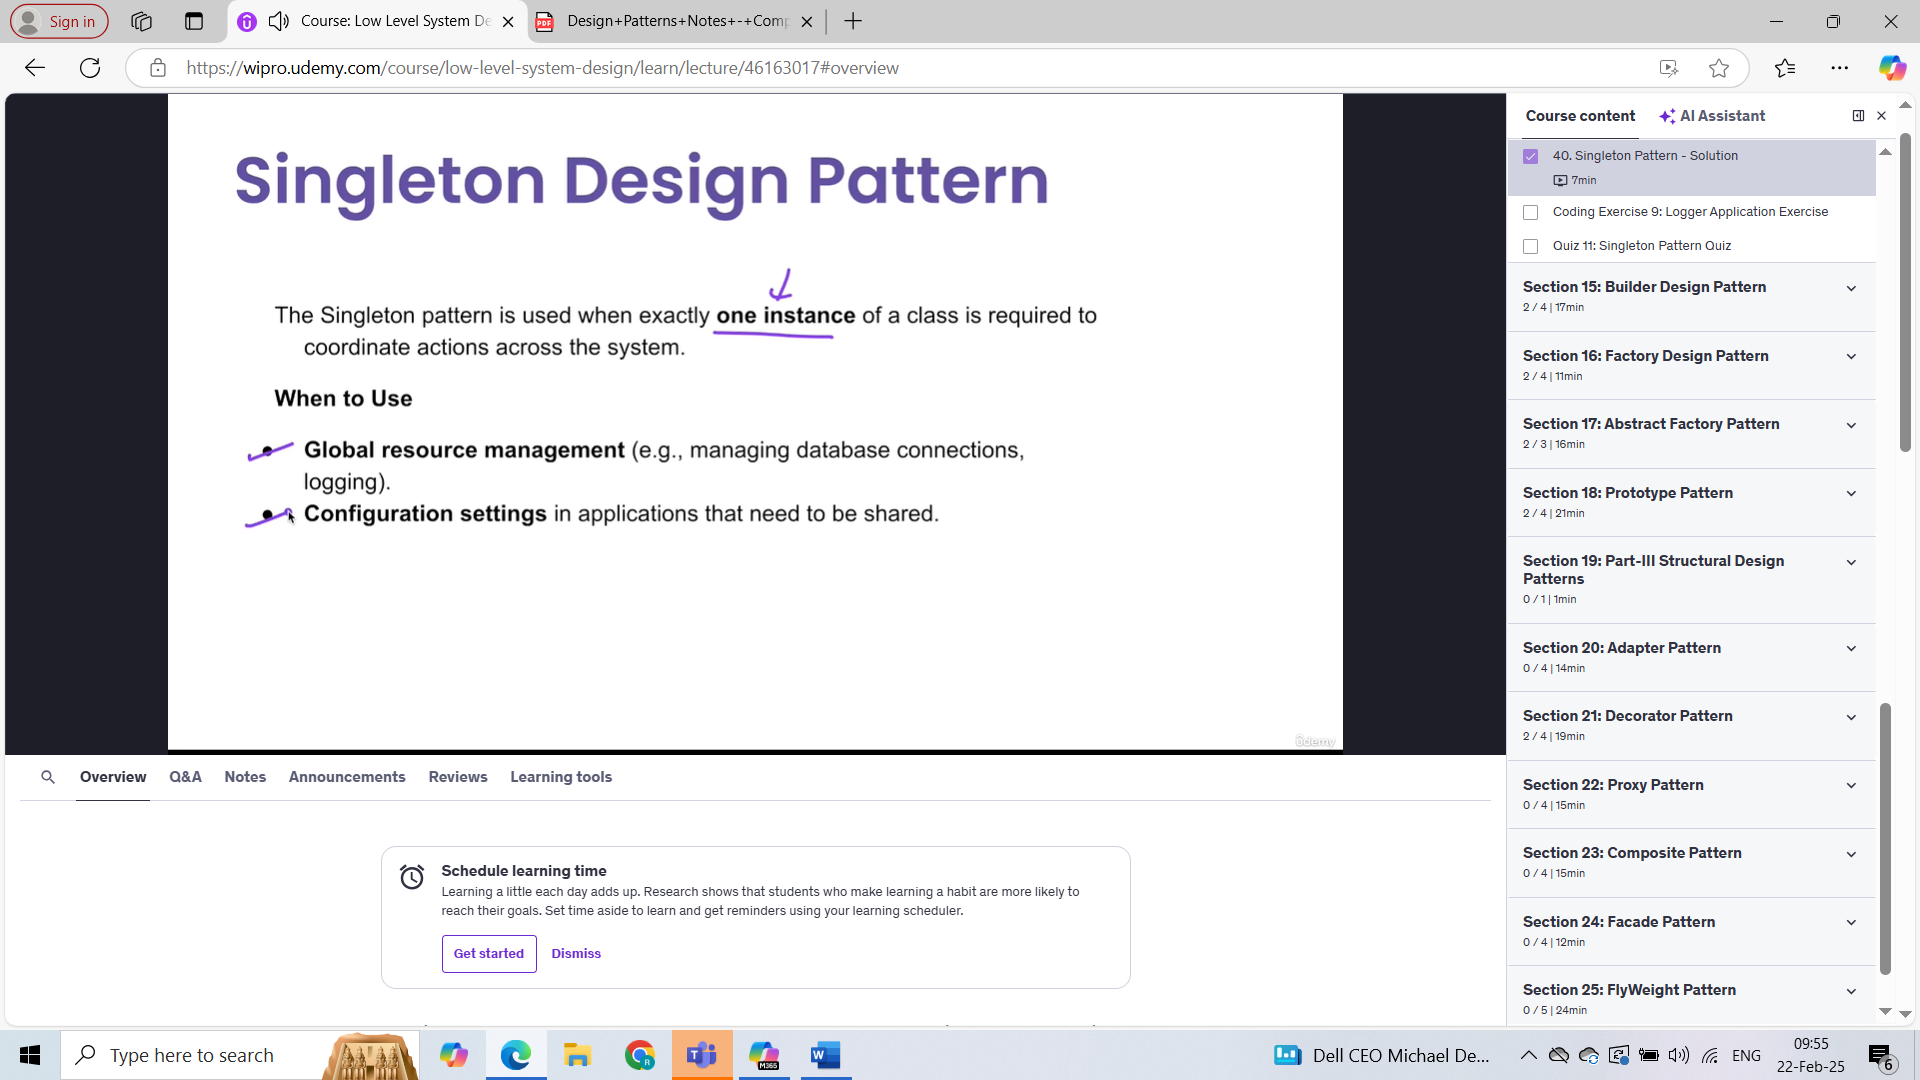 Sign in
Course: Low Level System De
Design+Patterns+Notes+-+Comp
https://wipro.udemy.com/course/low-level-system-design/learn/lecture/46163017#overview
Singleton Design Pattern
The Singleton pattern is used when exactly one instance of a class is required to
coordinate actions across the system.
When to Use
Global resource management (e.g., managing database connections,
logging).
Configuration settings in applications that need to be shared.
Udemy
Overview
Q&A
Notes
Announcements
Reviews
Learning tools
Schedule learning time
Learning a little each day adds up. Research shows that students who make learning a habit are more likely to
reach their goals. Set time aside to learn and get reminders using your learning scheduler.
Get started
Dismiss
Course content
AI Assistant
40. Singleton Pattern - Solution
7min
Coding Exercise 9: Logger Application Exercise
Quiz 11: Singleton Pattern Quiz
Section 15: Builder Design Pattern
2 / 4 | 17min
Section 16: Factory Design Pattern
2 / 4 | 11min
Section 17: Abstract Factory Pattern
2 / 3 | 16min
Section 18: Prototype Pattern
2 / 4 | 21min
Section 19: Part-III Structural Design
Patterns
0 / 1 | 1min
Section 20: Adapter Pattern
0 / 4 | 14min
Section 21: Decorator Pattern
2 / 4 | 19min
Section 22: Proxy Pattern
0 / 4 | 15min
Section 23: Composite Pattern
0 / 4 | 15min
Section 24: Facade Pattern
0 / 4 | 12min
Section 25: FlyWeight Pattern
0 / 5 | 24min
Type here to search
Dell CEO Michael De...
ENG
09:55
22-Feb-25
6